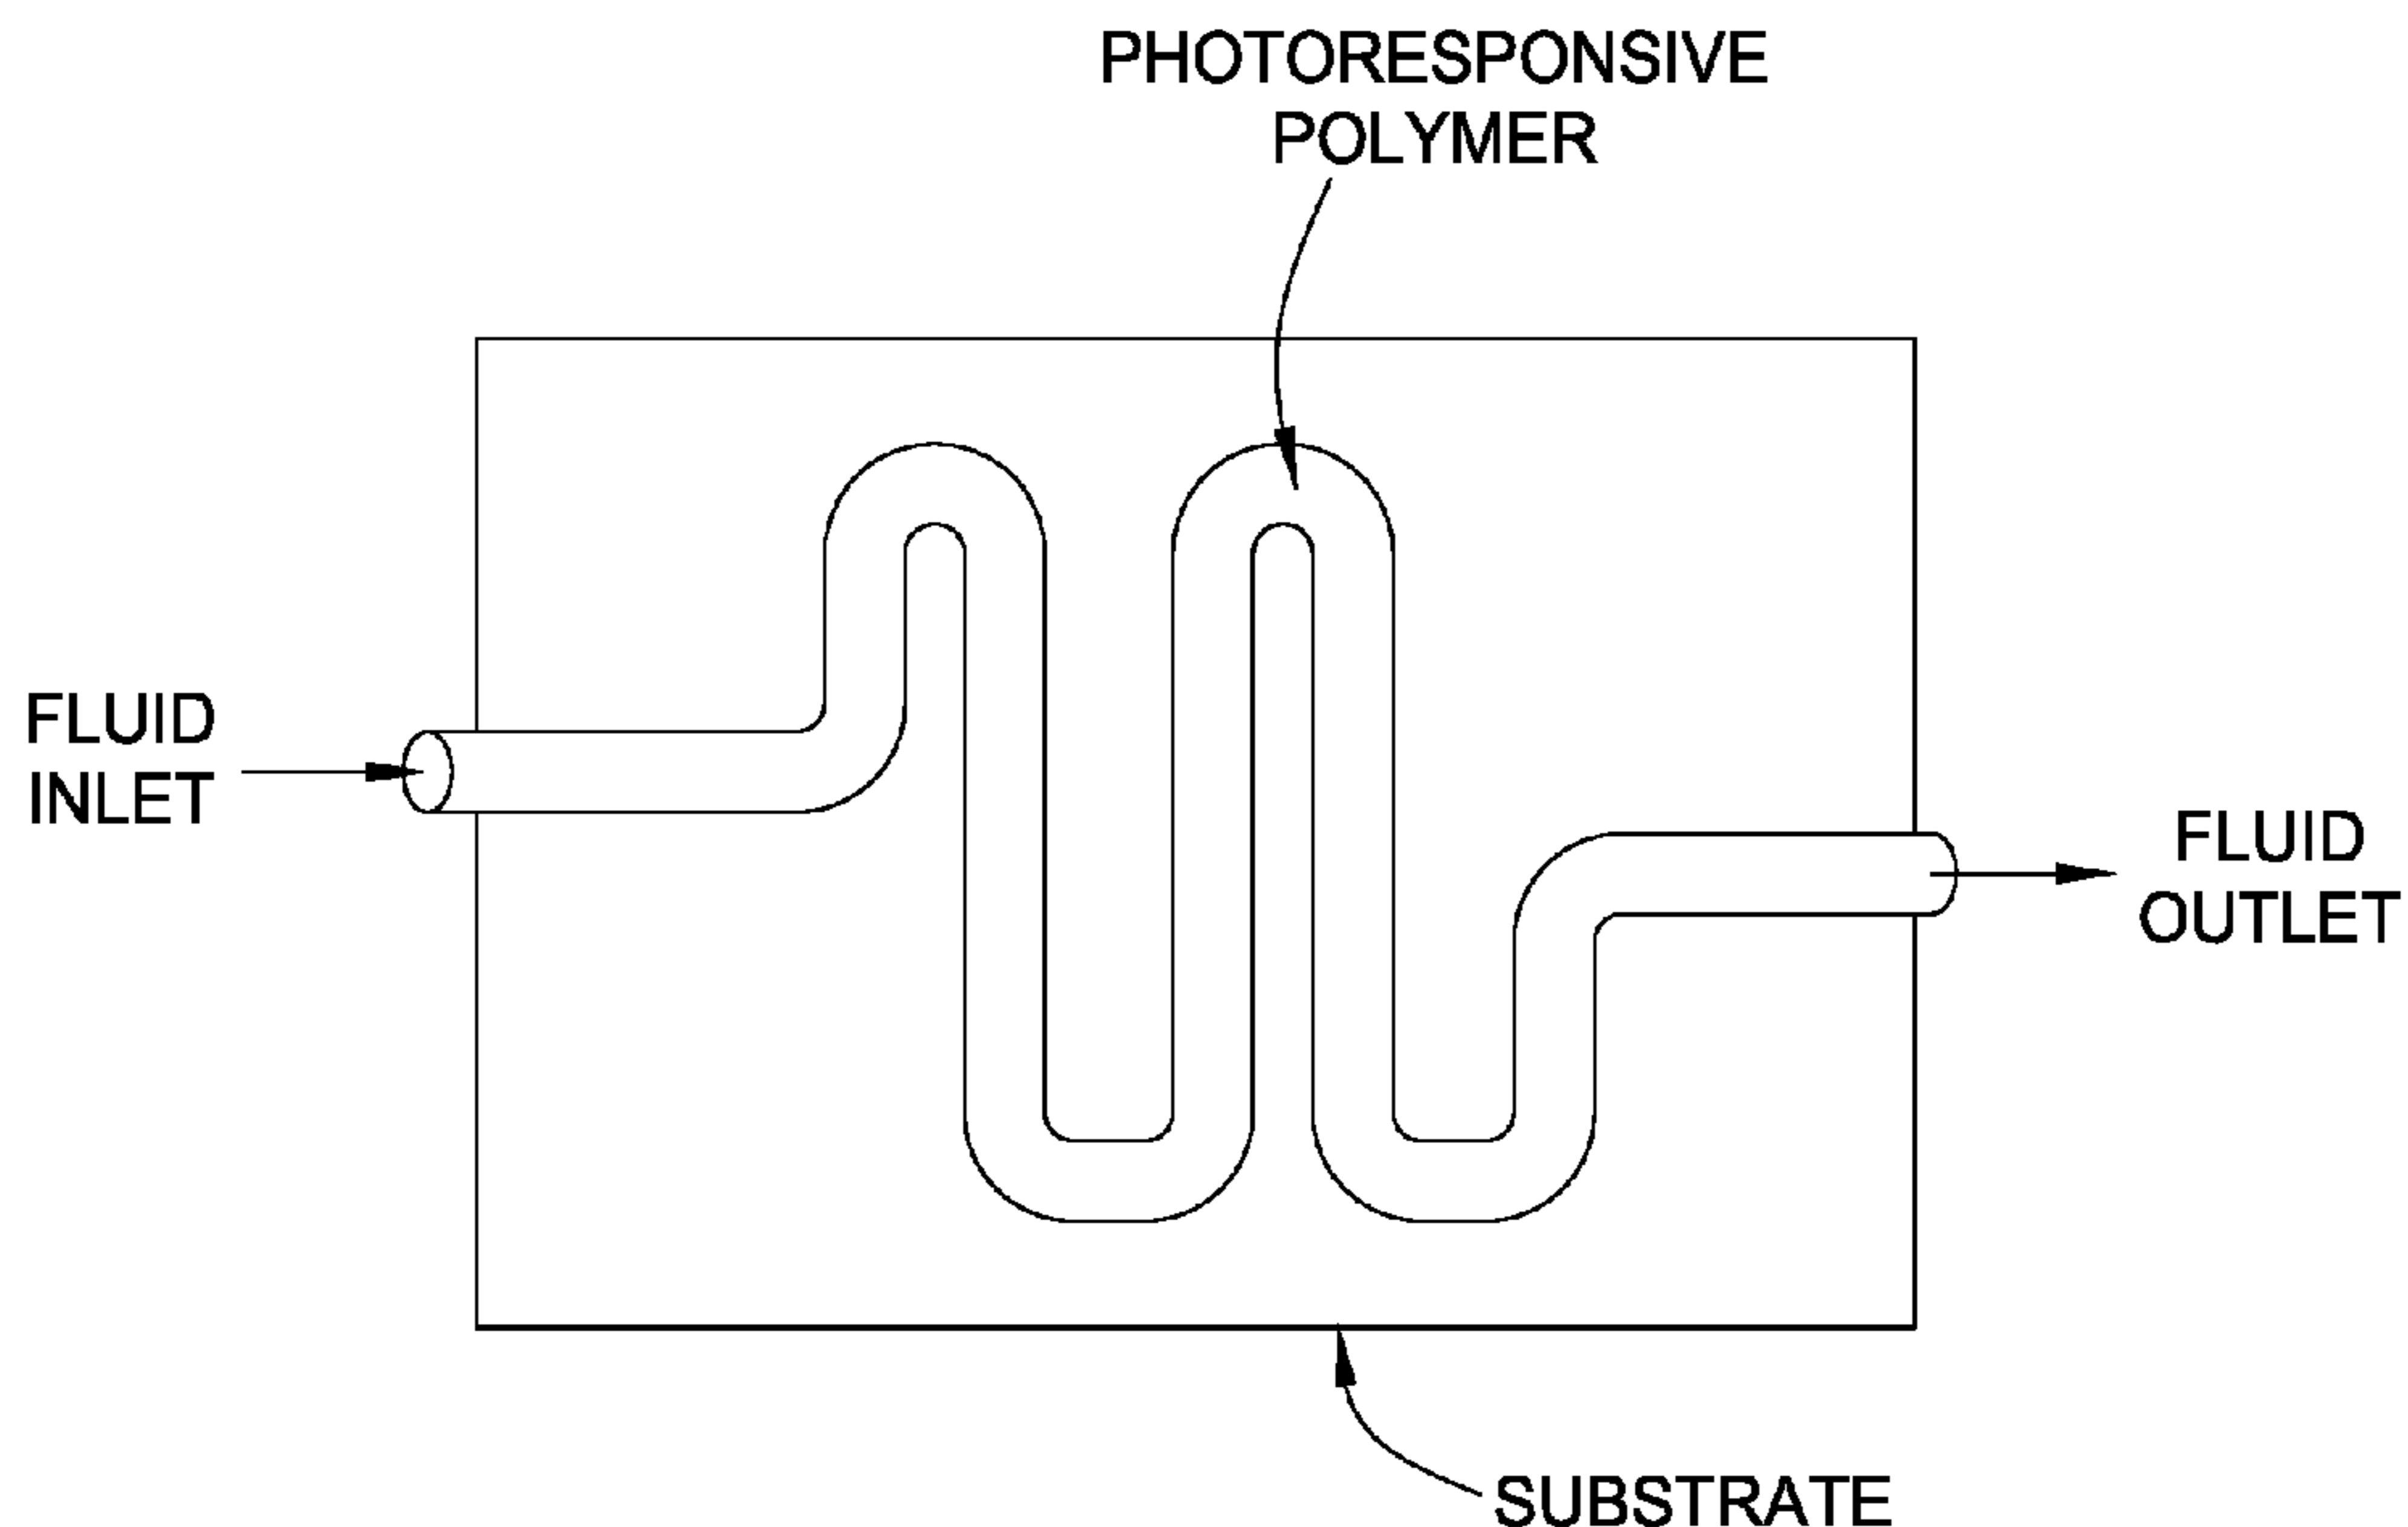 PHOTORESPONSIVE
POLYMER
FLUID
INLET
FLUID
OUTLET
SUBSTRATE